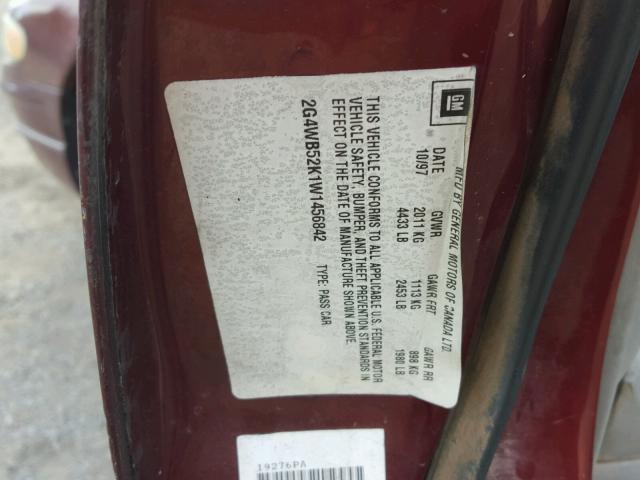 GM
MFD BY GENERAL MOTORS OF CANADA LTD.
DATE GVWR GAWR FRT GAWR RR
10/97 2011 KG 1113 KG 898 KG
4433 LB 2453 LB 1980 LB
THIS VEHICLE CONFORMS TO ALL APPLICABLE U.S. FEDERAL MOTOR
VEHICLE SAFETY, BUMPER, AND THEFT PREVENTION STANDARDS IN
EFFECT ON THE DATE OF MANUFACTURE SHOWN ABOVE.
2G4WB52K1W1456842 TYPE: PASS CAR
19276PA